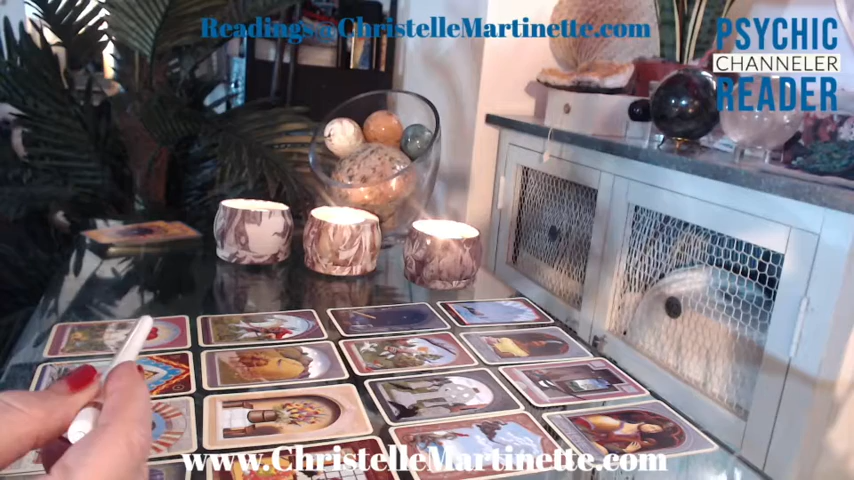 Readings@ChristelleMartinette.com
PSYCHIC
CHANNELER
READER
www.ChristelleMartinette.com